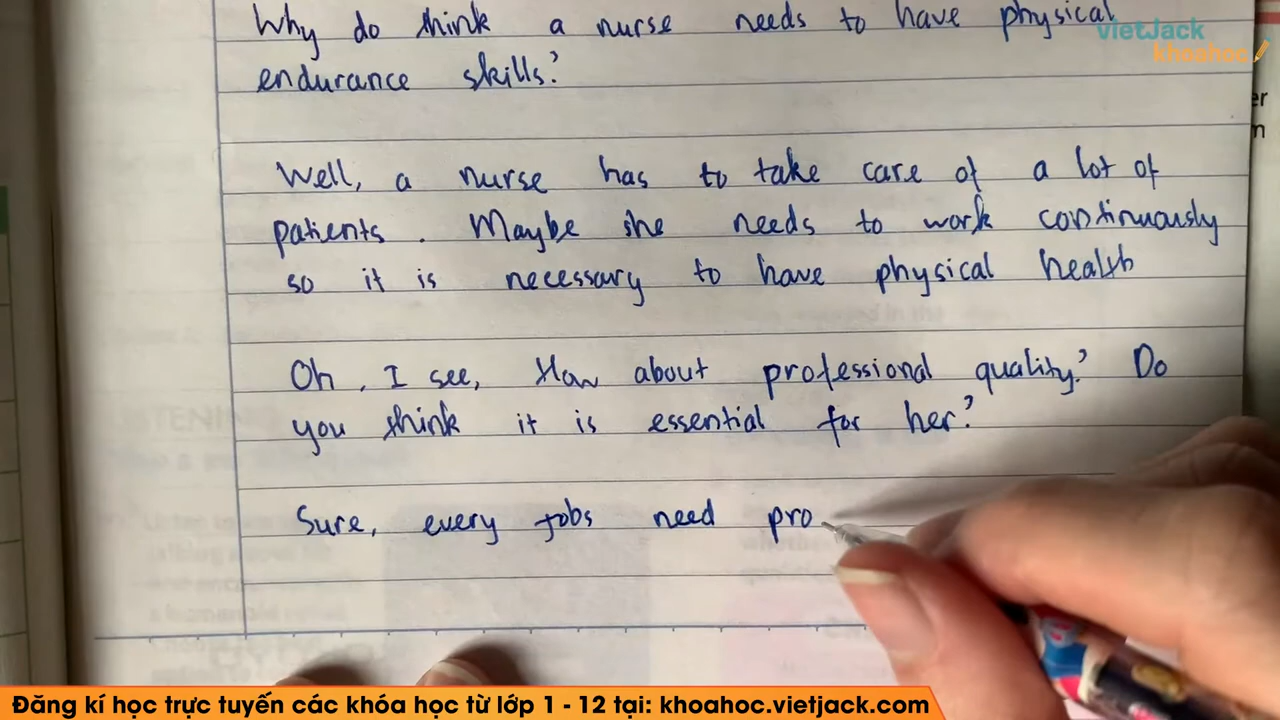 Why do think a nurse needs to have physical
endurance skills?
Well, a nurse has to take care of a lot of
patients. Maybe she needs to work continuously
so it is necessary to have physical health
Oh, I see, How about professional quality? Do
you think it is essential for her?
Sure, every jobs need pro
vietJack
khoahoc
er
m
Đăng kí học trực tuyến các khóa học từ lớp 1 - 12 tại: khoahoc.vietjack.com